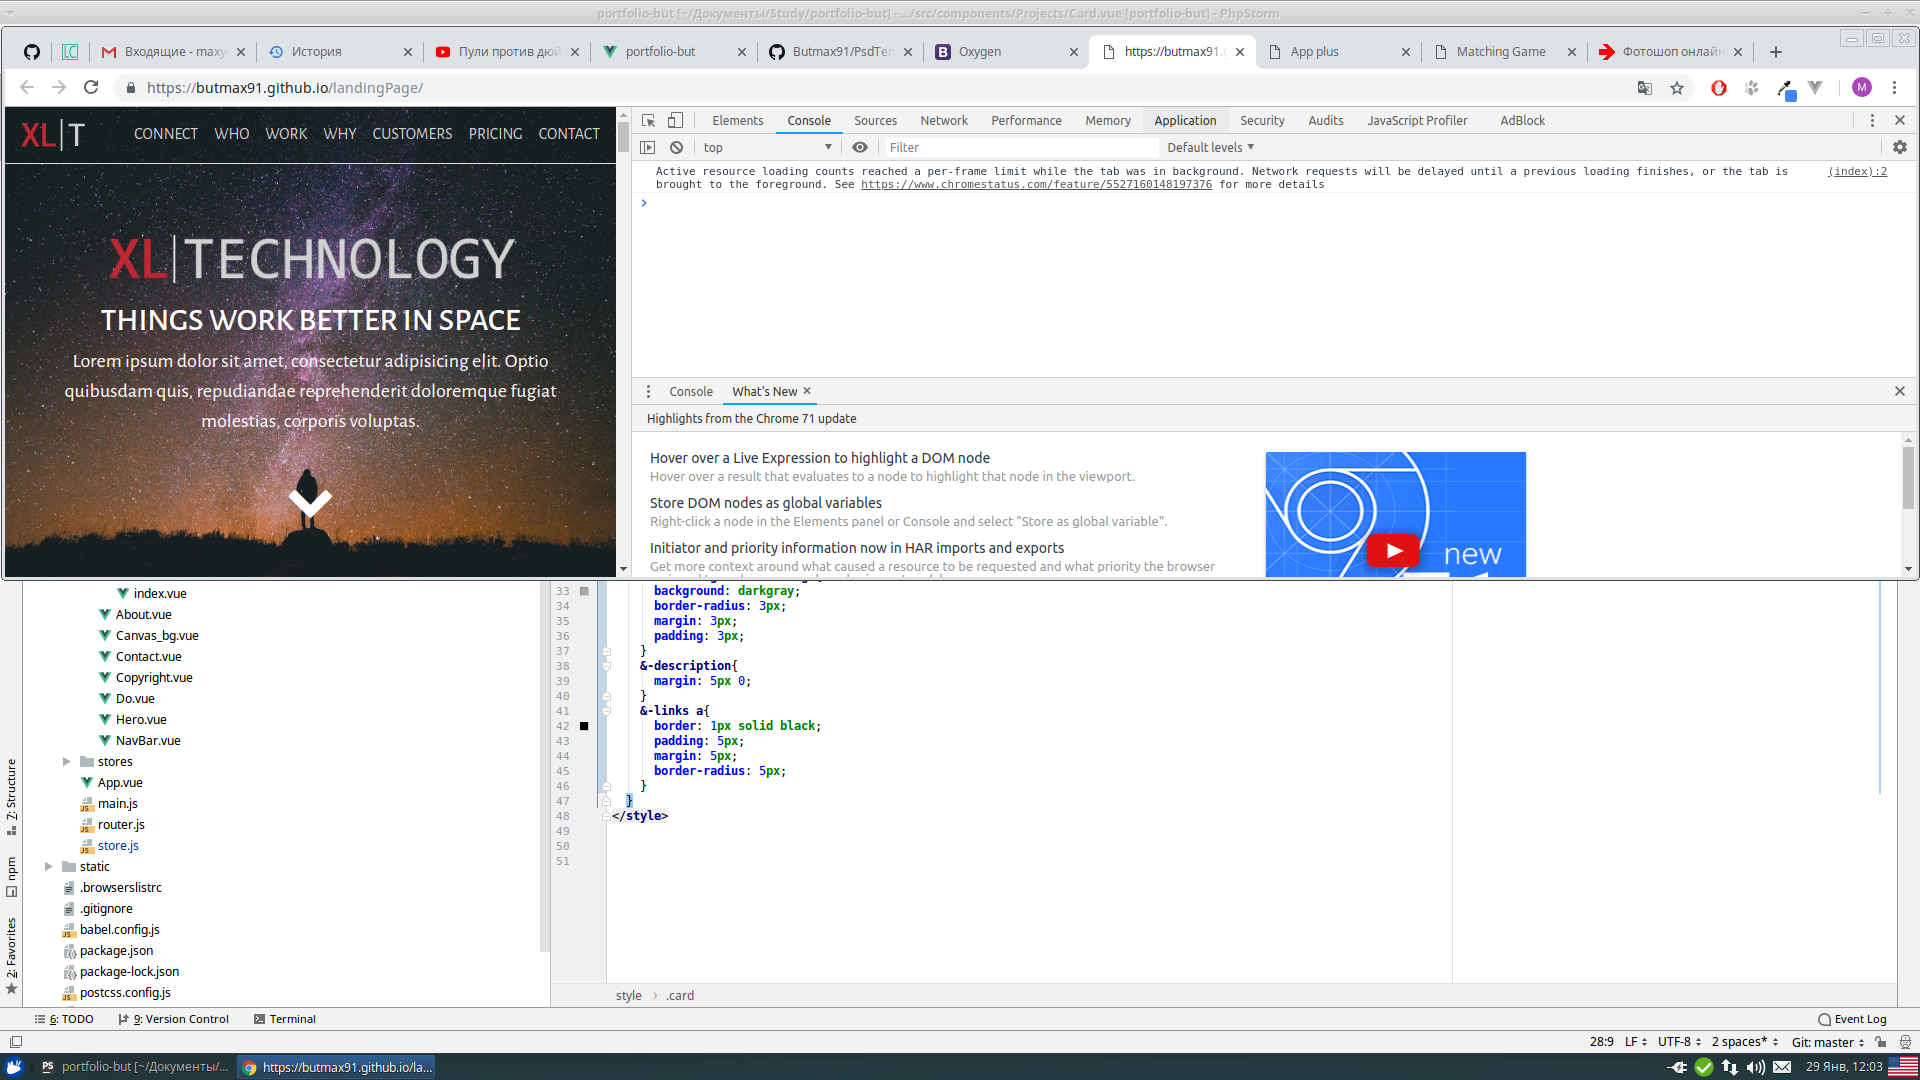 portfolio-but [~/Документы/Study/portfolio-but] - .../src/components/Projects/Card.vue [portfolio-but] - PhpStorm
LC Входящие - maxy История Пули против дюй portfolio-but Butmax91/PsdTen Oxygen https://butmax91.g App plus Matching Game Фотошоп онлайн
https://butmax91.github.io/landingPage/ M
XL|T CONNECT WHO WORK WHY CUSTOMERS PRICING CONTACT
XL|TECHNOLOGY
THINGS WORK BETTER IN SPACE
Lorem ipsum dolor sit amet, consectetur adipisicing elit. Optio
quibusdam quis, repudiandae reprehenderit doloremque fugiat
molestias, corporis voluptas.
Elements Console Sources Network Performance Memory Application Security Audits JavaScript Profiler AdBlock
top Filter Default levels
Active resource loading counts reached a per-frame limit while the tab was in background. Network requests will be delayed until a previous loading finishes, or the tab is (index):2
brought to the foreground. See https://www.chromestatus.com/feature/5527160148197376 for more details
Console What's New
Highlights from the Chrome 71 update
Hover over a Live Expression to highlight a DOM node
Hover over a result that evaluates to a node to highlight that node in the viewport.
Store DOM nodes as global variables
Right-click a node in the Elements panel or Console and select "Store as global variable".
Initiator and priority information now in HAR imports and exports
Get more context around what caused a resource to be requested and what priority the browser
new
index.vue
About.vue
Canvas_bg.vue
Contact.vue
Copyright.vue
Do.vue
Hero.vue
NavBar.vue
stores
App.vue
main.js
router.js
store.js
static
.browserslistrc
.gitignore
babel.config.js
package.json
package-lock.json
postcss.config.js
7: Structure
npm
2: Favorites
33 background: darkgray;
34 border-radius: 3px;
35 margin: 3px;
36 padding: 3px;
37 }
38 &-description{
39 margin: 5px 0;
40 }
41 &-links a{
42 border: 1px solid black;
43 padding: 5px;
44 margin: 5px;
45 border-radius: 5px;
46 }
47 }
48 </style>
49
50
51
style › .card
6: TODO 9: Version Control Terminal Event Log
28:9 LF UTF-8 2 spaces* Git: master
PS portfolio-but [~/Документы/... https://butmax91.github.io/la... 29 Янв, 12:03